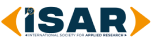 ISAR
INTERNATIONAL SOCIETY FOR APPLIED RESEARCH